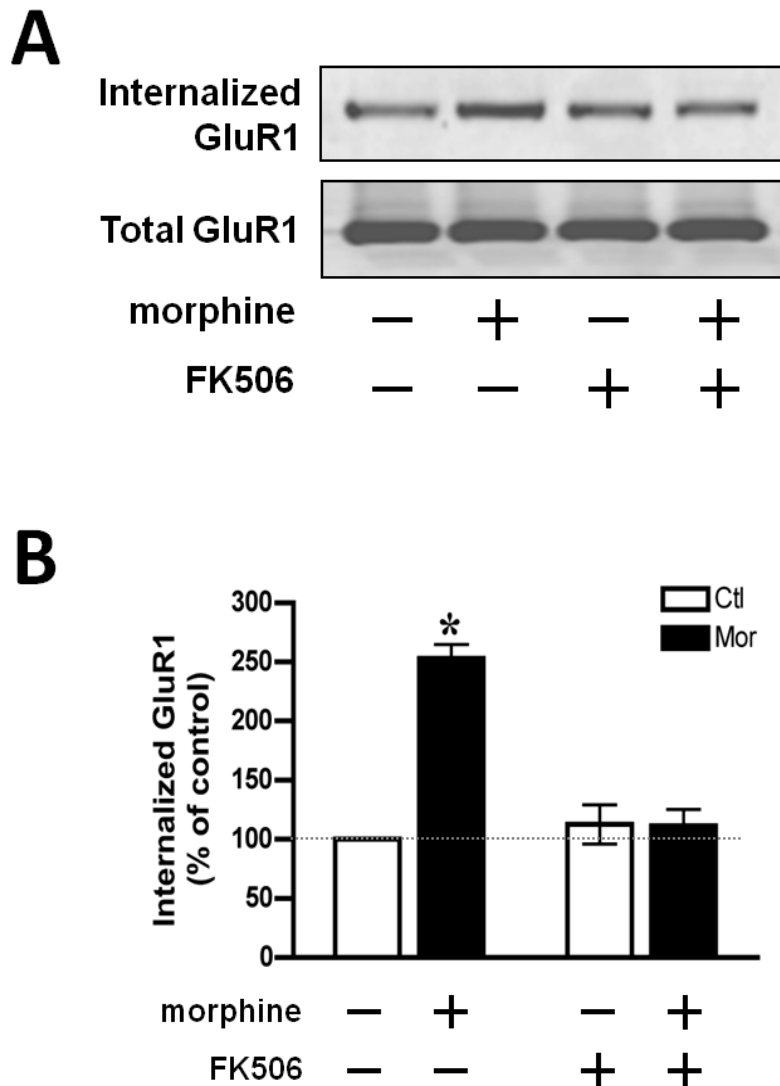 A
Internalized
GluR1
Total GluR1
morphine − + − +
FK506 − − + +
B
Internalized GluR1
(% of control)
300
250
200
150
100
50
0
*
Ctl
Mor
morphine − + − +
FK506 − − + +